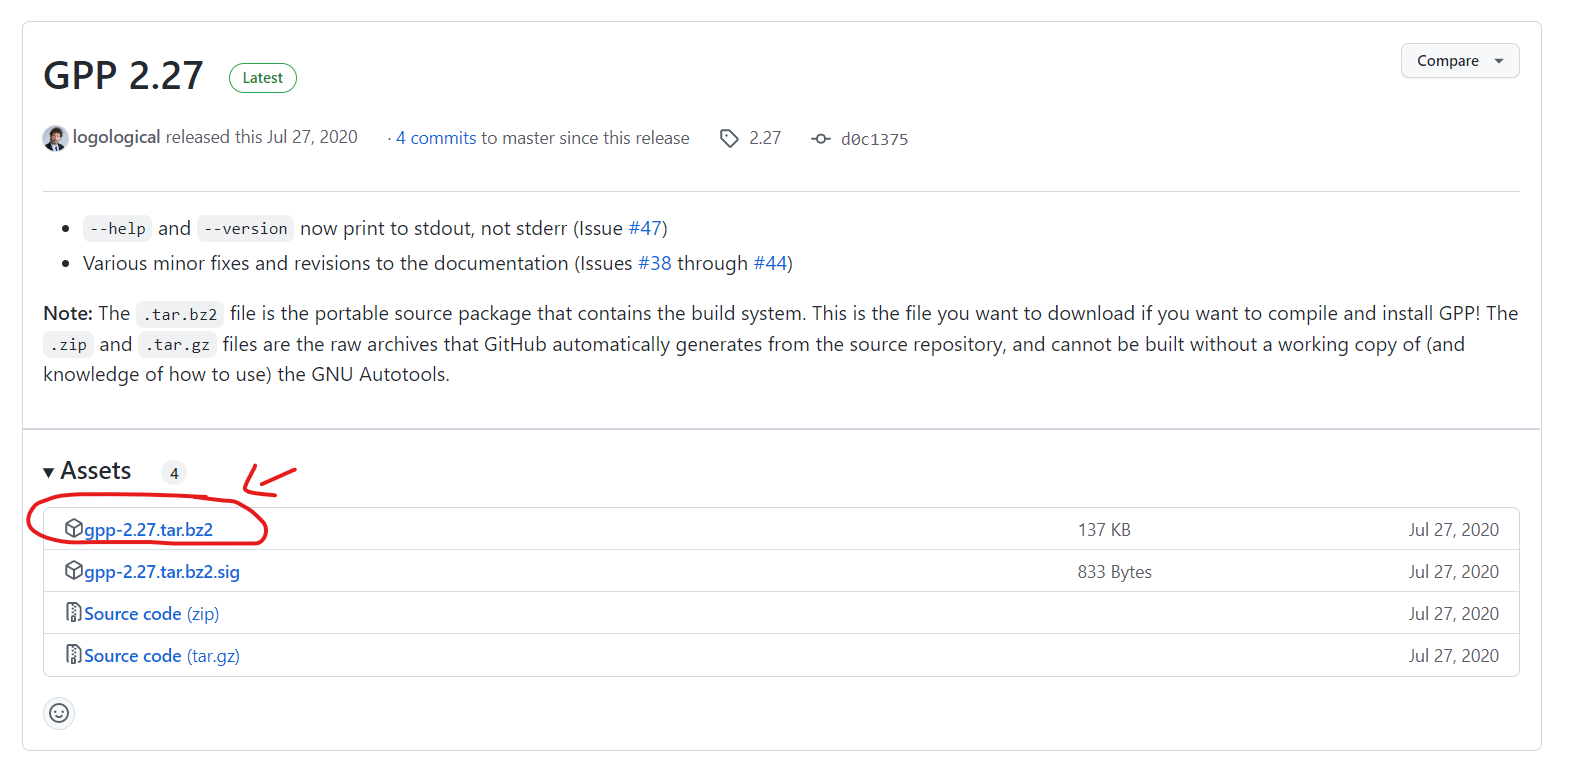 GPP 2.27 Latest Compare
logological released this Jul 27, 2020 · 4 commits to master since this release 2.27 d0c1375
--help and --version now print to stdout, not stderr (Issue #47)
Various minor fixes and revisions to the documentation (Issues #38 through #44)
Note: The .tar.bz2 file is the portable source package that contains the build system. This is the file you want to download if you want to compile and install GPP! The
.zip and .tar.gz files are the raw archives that GitHub automatically generates from the source repository, and cannot be built without a working copy of (and
knowledge of how to use) the GNU Autotools.
Assets 4
gpp-2.27.tar.bz2 137 KB Jul 27, 2020
gpp-2.27.tar.bz2.sig 833 Bytes Jul 27, 2020
Source code (zip) Jul 27, 2020
Source code (tar.gz) Jul 27, 2020